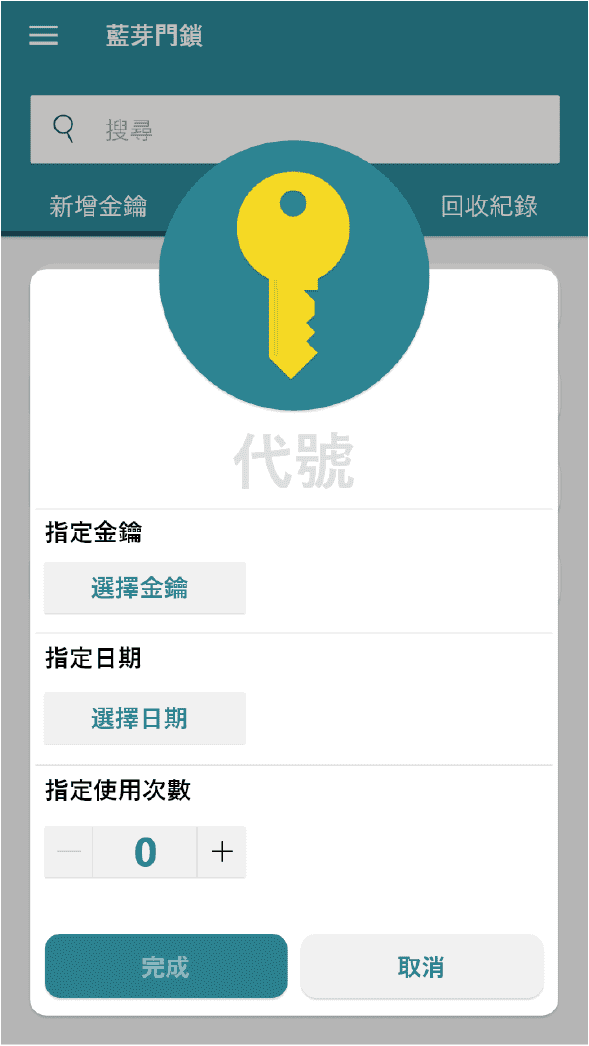 藍芽門鎖
搜尋
新增金鑰 回收紀錄
代號
指定金鑰
選擇金鑰
指定日期
選擇日期
指定使用次數
— 0 +
完成 取消